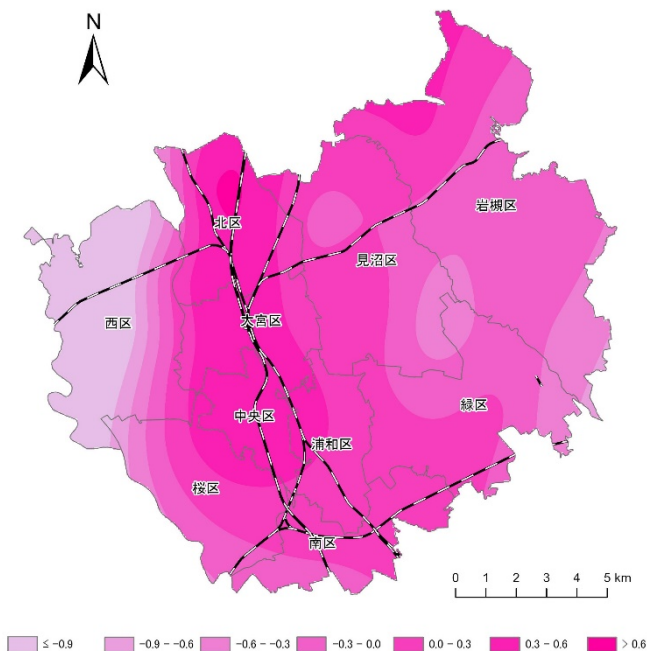 N
北区
岩槻区
見沼区
西区
大宮区
中央区
緑区
浦和区
桜区
南区
0 1 2 3 4 5 km
≤ -0.9 -0.9 - -0.6 -0.6 - -0.3 -0.3 - 0.0 0.0 - 0.3 0.3 - 0.6 > 0.6